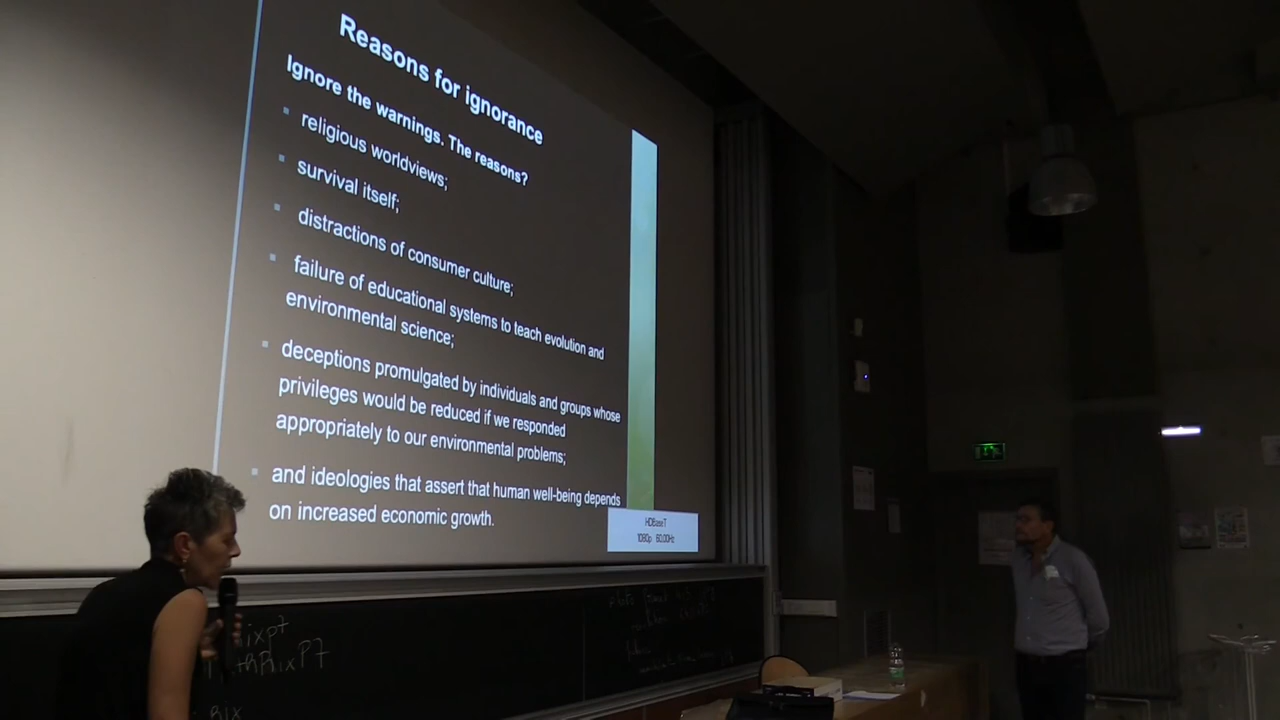 Reasons for ignorance
Ignore the warnings. The reasons?
religious worldviews;
survival itself;
distractions of consumer culture;
failure of educational systems to teach evolution and
environmental science;
deceptions promulgated by individuals and groups whose
privileges would be reduced if we responded
appropriately to our environmental problems;
and ideologies that assert that human well-being depends
on increased economic growth.
HDBaseT
1080p 60.00Hz